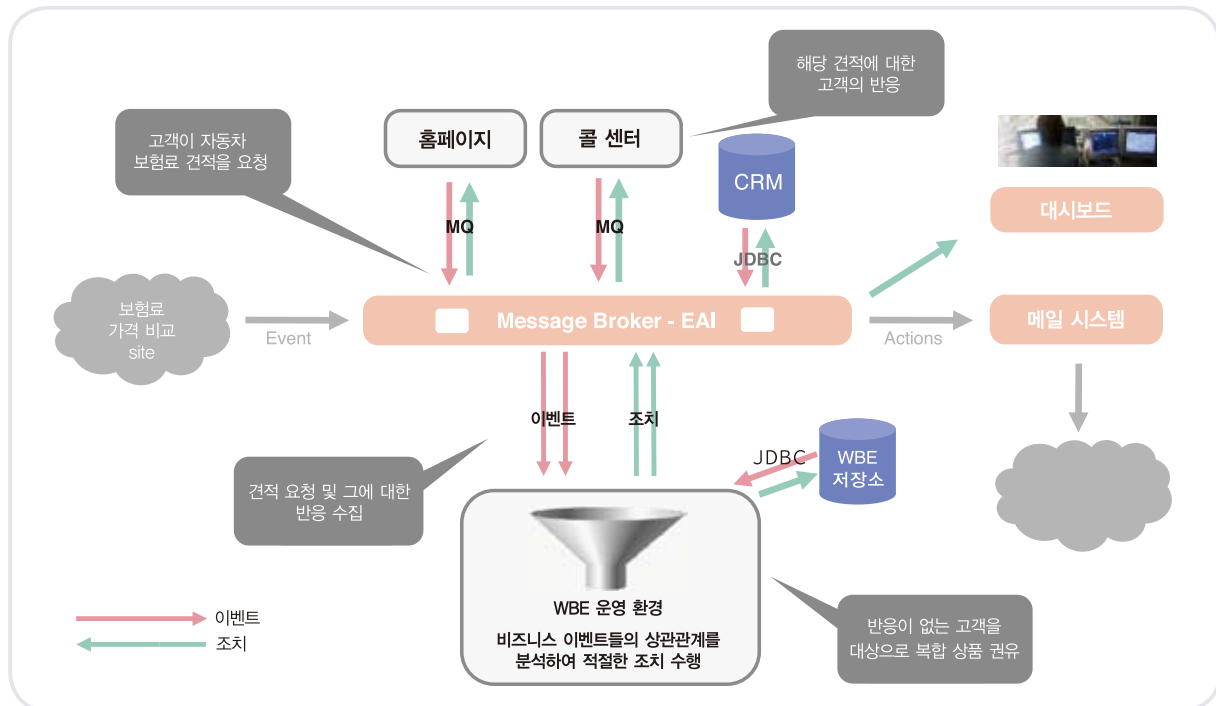 해당 견적에 대한
고객의 반응
고객이 자동차
보험료 견적을 요청
홈페이지
콜 센터
CRM
대시보드
MQ
MQ
JDBC
보험료
가격 비교
site
Event
Message Broker - EAI
Actions
메일 시스템
이벤트
조치
JDBC
WBE
저장소
견적 요청 및 그에 대한
반응 수집
WBE 운영 환경
비즈니스 이벤트들의 상관관계를
분석하여 적절한 조치 수행
반응이 없는 고객을
대상으로 복합 상품 권유
이벤트
조치